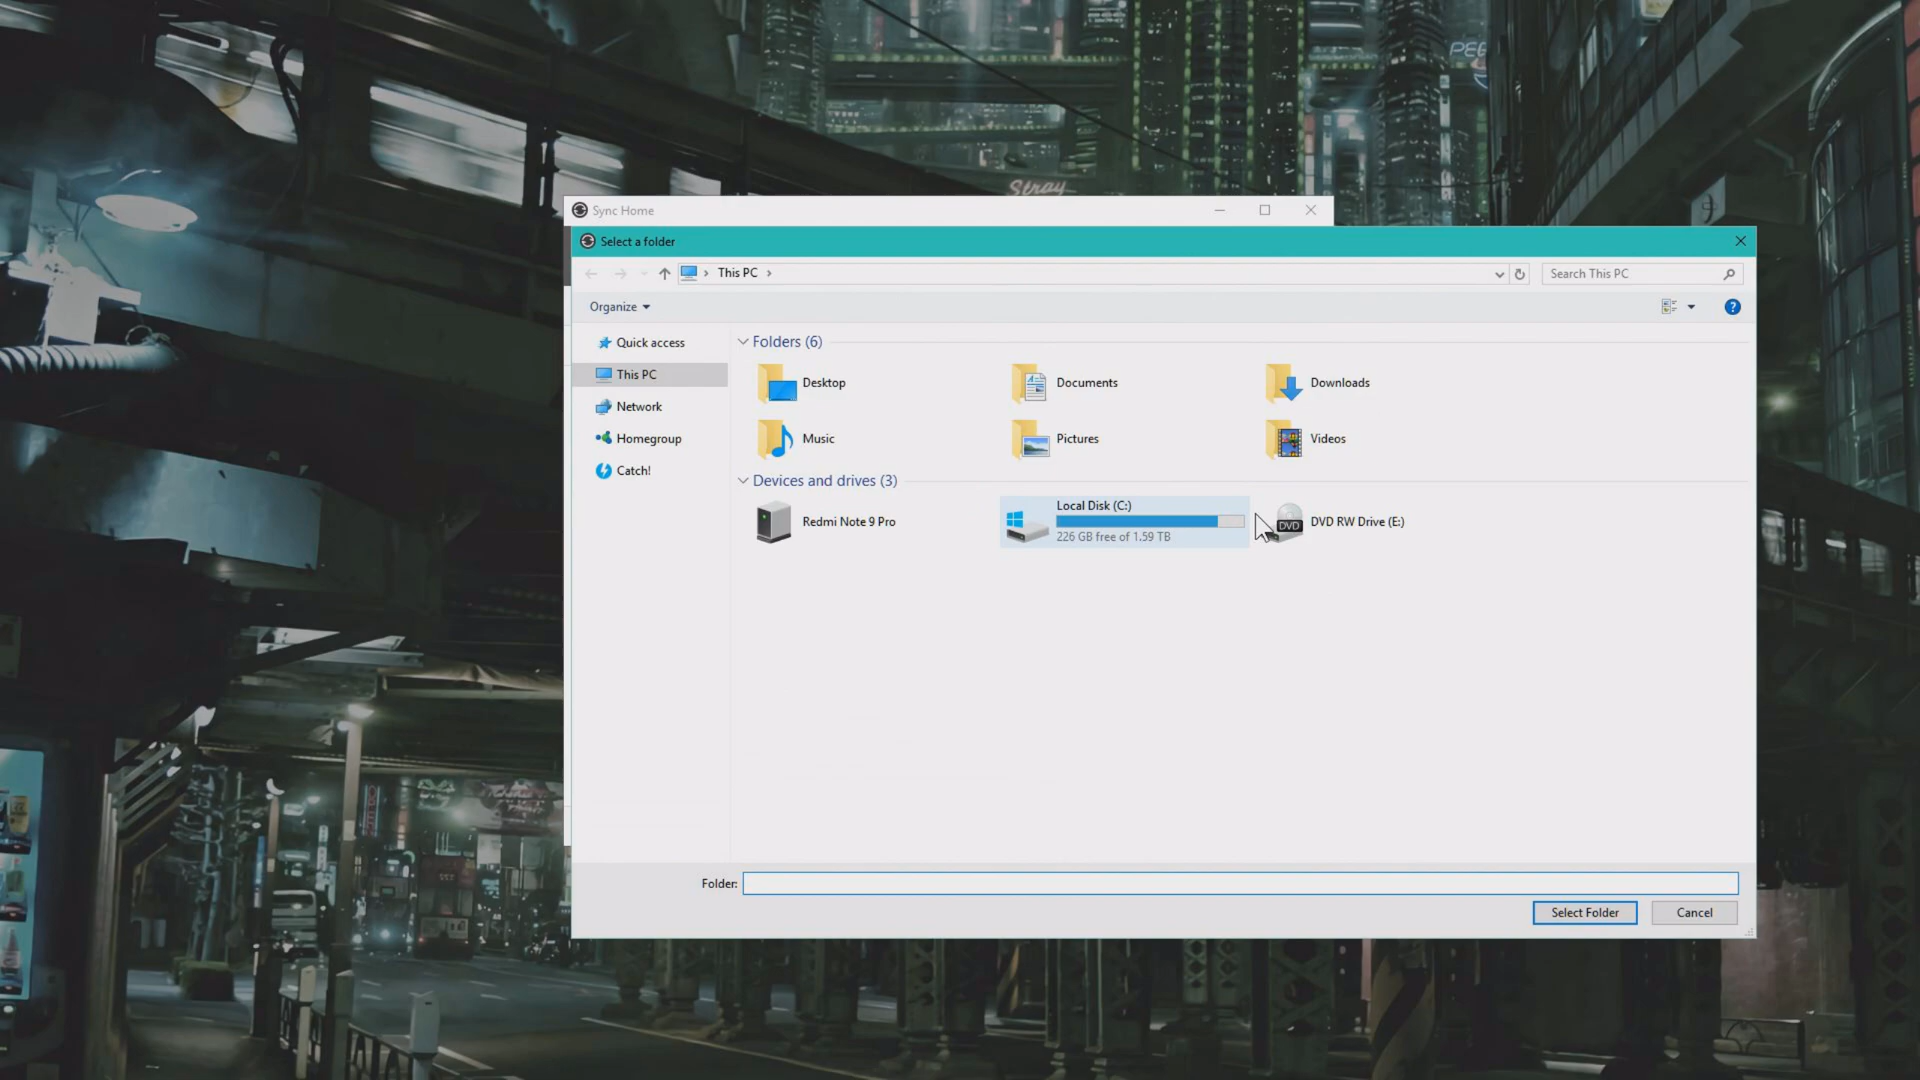 PEE
Stray
Sync Home
Select a folder
This PC
Search This PC
Organize
Quick access
This PC
Network
Homegroup
Catch!
Folders (6)
Desktop
Documents
Downloads
Music
Pictures
Videos
Devices and drives (3)
Redmi Note 9 Pro
Local Disk (C:)
226 GB free of 1.59 TB
DVD
DVD RW Drive (E:)
Folder:
Select Folder
Cancel